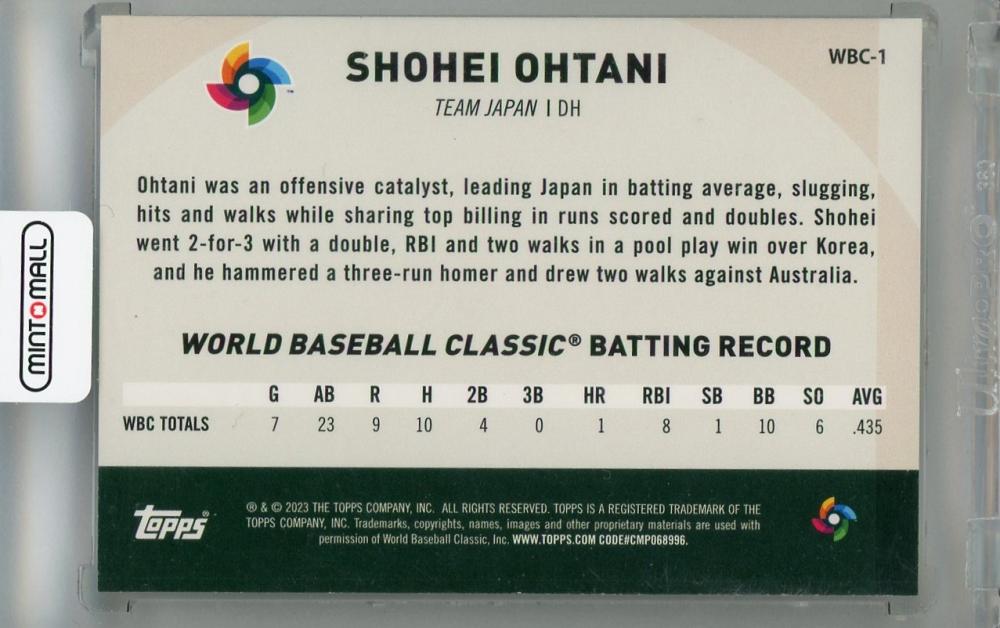 SHOHEI OHTANI
WBC-1
TEAM JAPAN | DH
Ohtani was an offensive catalyst, leading Japan in batting average, slugging,
hits and walks while sharing top billing in runs scored and doubles. Shohei
went 2-for-3 with a double, RBI and two walks in a pool play win over Korea,
and he hammered a three-run homer and drew two walks against Australia.
WORLD BASEBALL CLASSIC® BATTING RECORD
G AB R H 2B 3B HR RBI SB BB SO AVG
WBC TOTALS 7 23 9 10 4 0 1 8 1 10 6 .435
topps®
® & © 2023 THE TOPPS COMPANY, INC. ALL RIGHTS RESERVED. TOPPS IS A REGISTERED TRADEMARK OF THE
TOPPS COMPANY, INC. Trademarks, copyrights, names, images and other proprietary materials are used with
permission of World Baseball Classic, Inc. WWW.TOPPS.COM CODE#CMP068996.
MINTOMALL